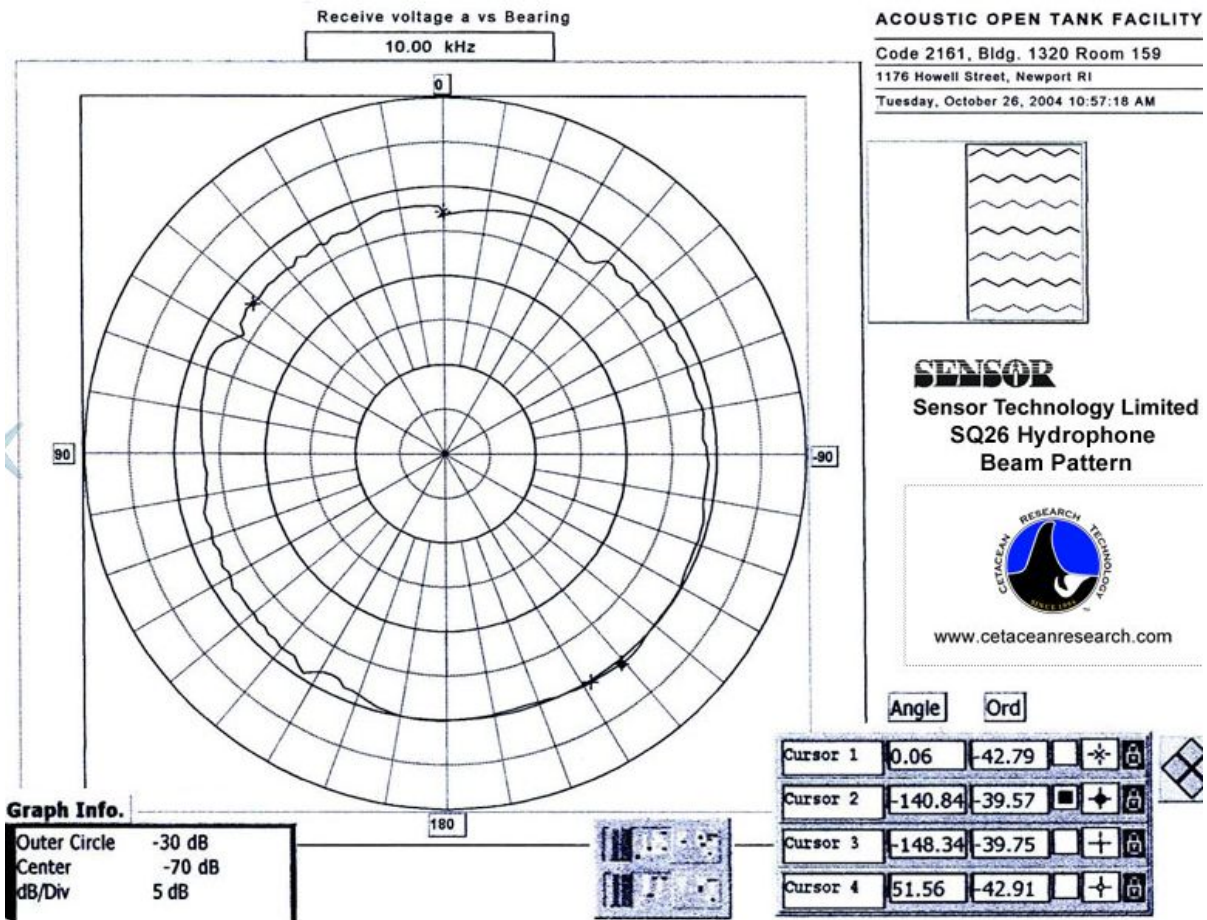 Receive voltage a vs Bearing
10.00 kHz
0
90
-90
180
ACOUSTIC OPEN TANK FACILITY
Code 2161, Bldg. 1320 Room 159
1176 Howell Street, Newport RI
Tuesday, October 26, 2004 10:57:18 AM
SENSOR
Sensor Technology Limited
SQ26 Hydrophone
Beam Pattern
CETACEAN RESEARCH TECHNOLOGY
SINCE 1994
™
www.cetaceanresearch.com
Angle Ord
Cursor 1 0.06 -42.79
Cursor 2 -140.84 -39.57
Cursor 3 -148.34 -39.75
Cursor 4 51.56 -42.91
Graph Info.
Outer Circle -30 dB
Center -70 dB
dB/Div 5 dB